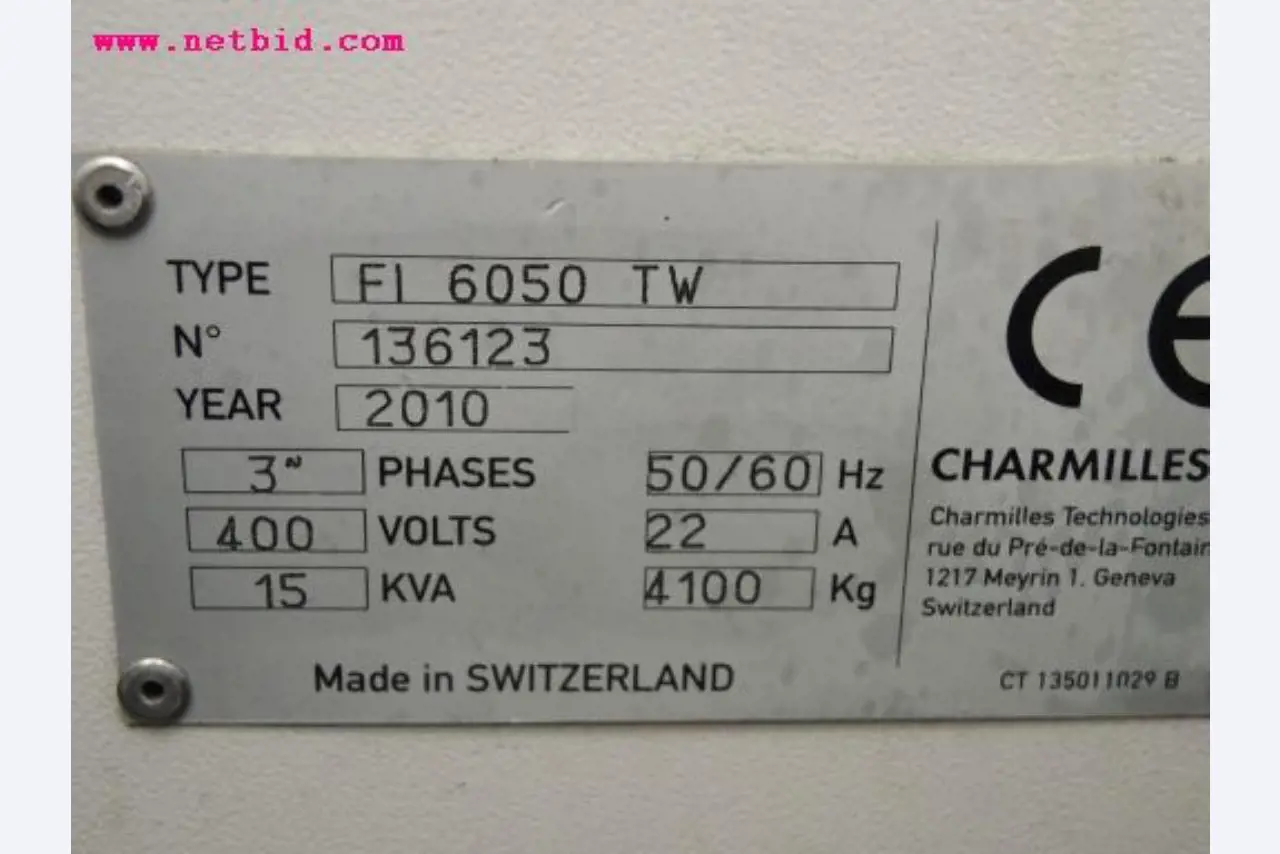 www.netbid.com
TYPE FI 6050 TW
N° 136123
YEAR 2010
3~ PHASES 50/60 Hz
400 VOLTS 22 A
15 KVA 4100 Kg
Made in SWITZERLAND
CE
CHARMILLES
Charmilles Technologies
rue du Pré-de-la-Fontain
1217 Meyrin 1. Geneva
Switzerland
CT 135011029 B